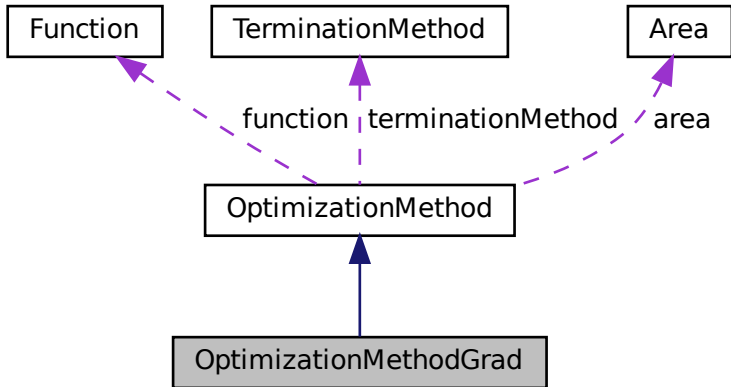 Function
TerminationMethod
Area
function
terminationMethod
area
OptimizationMethod
OptimizationMethodGrad